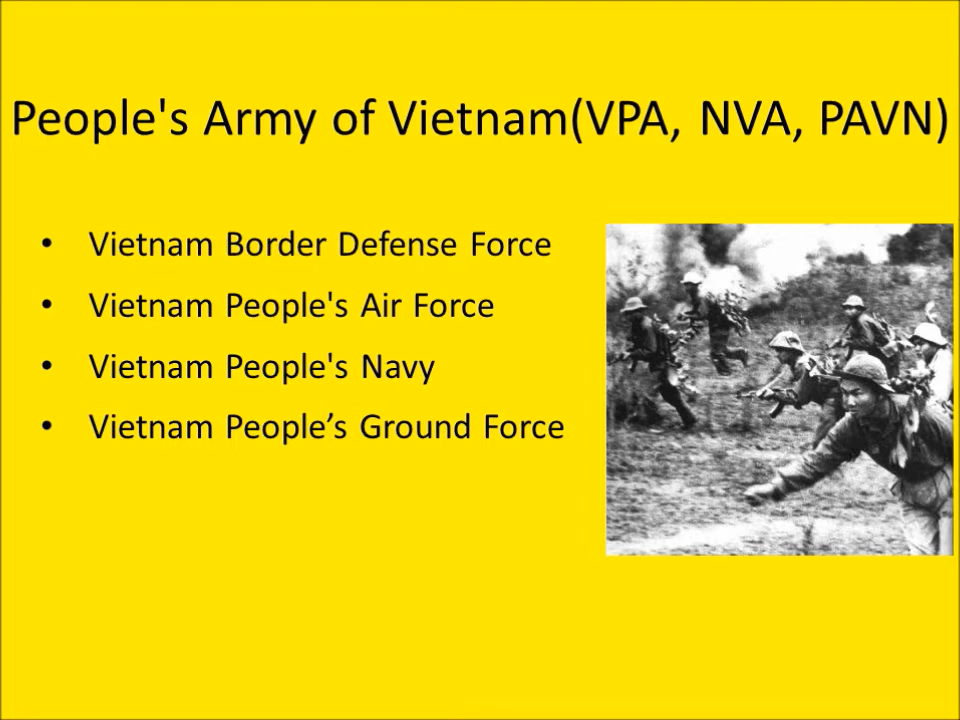 People's Army of Vietnam(VPA, NVA, PAVN)
• Vietnam Border Defense Force
• Vietnam People's Air Force
• Vietnam People's Navy
• Vietnam People’s Ground Force